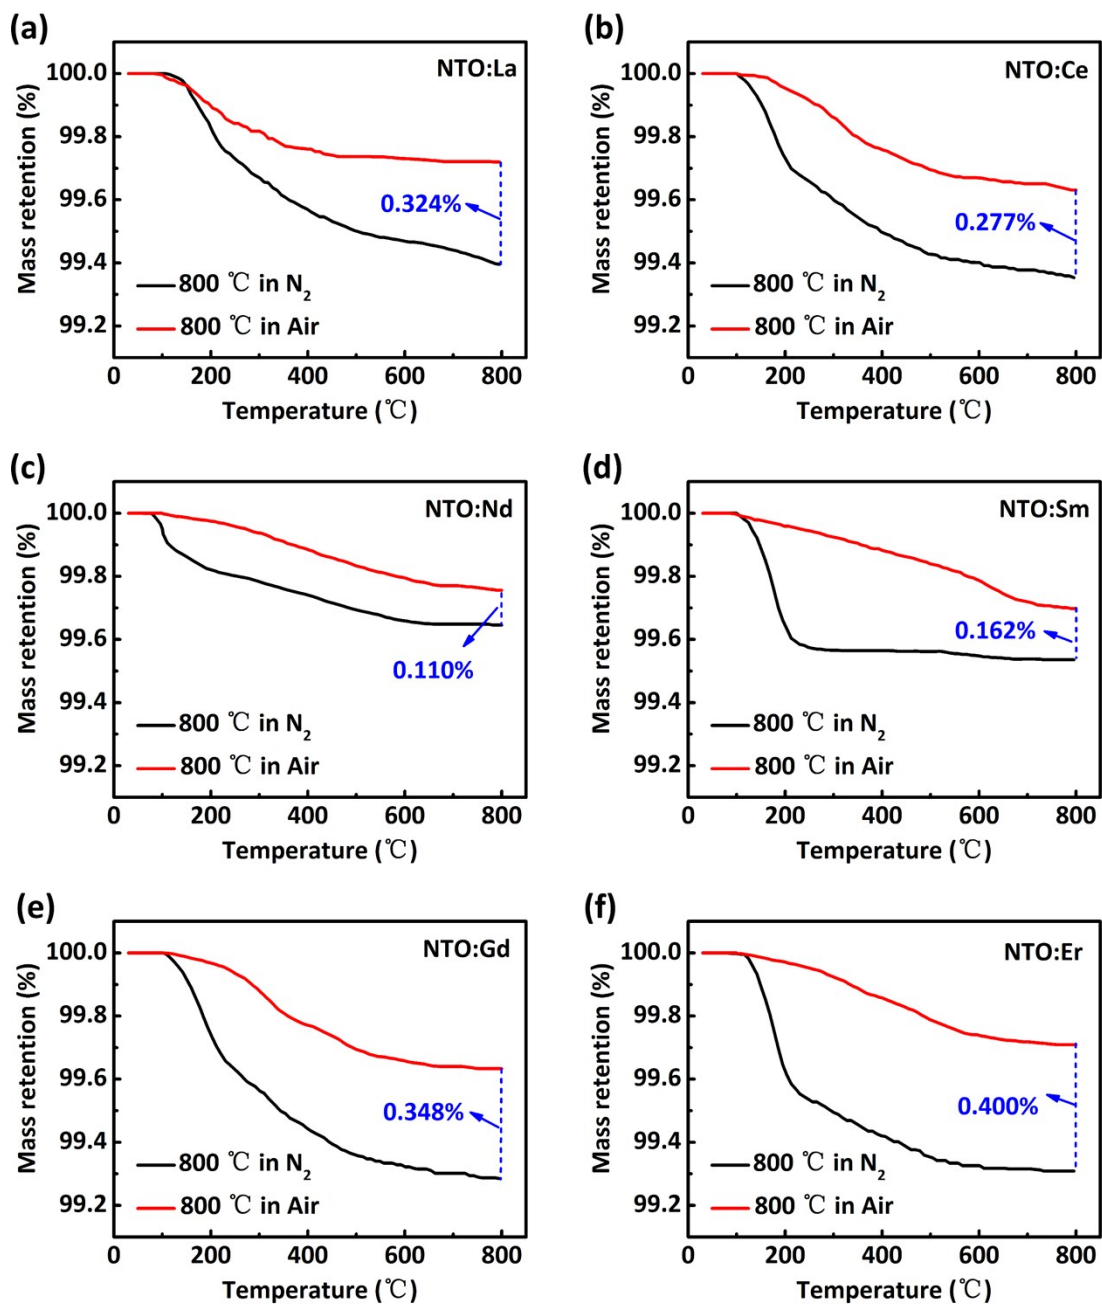 (a)
NTO:La
Mass retention (%)
100.0
99.8
99.6
99.4
99.2
0.324%
800 ℃ in N₂
800 ℃ in Air
0 200 400 600 800
Temperature (℃)
(b)
NTO:Ce
Mass retention (%)
100.0
99.8
99.6
99.4
99.2
0.277%
800 ℃ in N₂
800 ℃ in Air
0 200 400 600 800
Temperature (℃)
(c)
NTO:Nd
Mass retention (%)
100.0
99.8
99.6
99.4
99.2
0.110%
800 ℃ in N₂
800 ℃ in Air
0 200 400 600 800
Temperature (℃)
(d)
NTO:Sm
Mass retention (%)
100.0
99.8
99.6
99.4
99.2
0.162%
800 ℃ in N₂
800 ℃ in Air
0 200 400 600 800
Temperature (℃)
(e)
NTO:Gd
Mass retention (%)
100.0
99.8
99.6
99.4
99.2
0.348%
800 ℃ in N₂
800 ℃ in Air
0 200 400 600 800
Temperature (℃)
(f)
NTO:Er
Mass retention (%)
100.0
99.8
99.6
99.4
99.2
0.400%
800 ℃ in N₂
800 ℃ in Air
0 200 400 600 800
Temperature (℃)